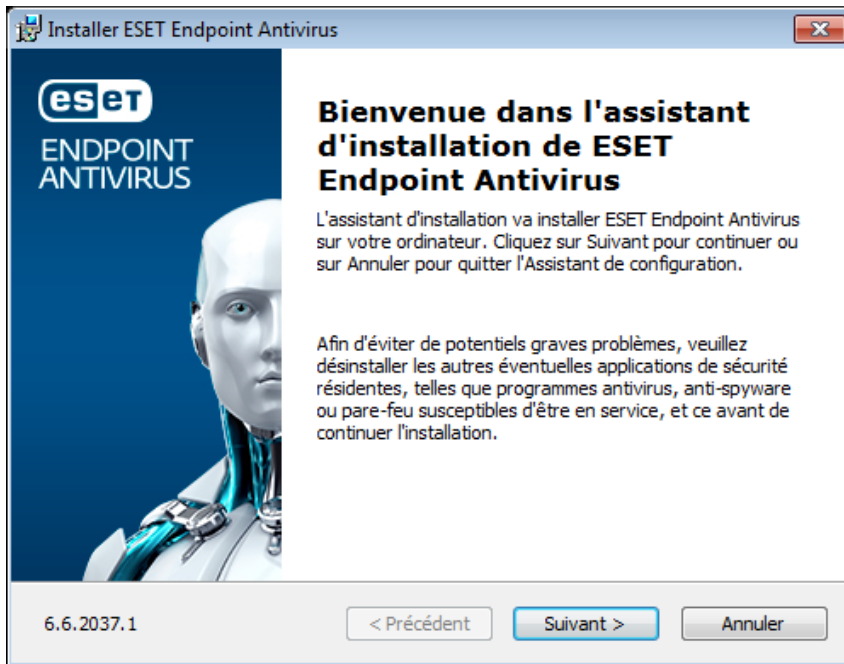 Installer ESET Endpoint Antivirus
eseT
ENDPOINT
ANTIVIRUS
Bienvenue dans l'assistant
d'installation de ESET
Endpoint Antivirus
L'assistant d'installation va installer ESET Endpoint Antivirus
sur votre ordinateur. Cliquez sur Suivant pour continuer ou
sur Annuler pour quitter l'Assistant de configuration.
Afin d'éviter de potentiels graves problèmes, veuillez
désinstaller les autres éventuelles applications de sécurité
résidentes, telles que programmes antivirus, anti-spyware
ou pare-feu susceptibles d'être en service, et ce avant de
continuer l'installation.
6.6.2037.1
< Précédent
Suivant >
Annuler